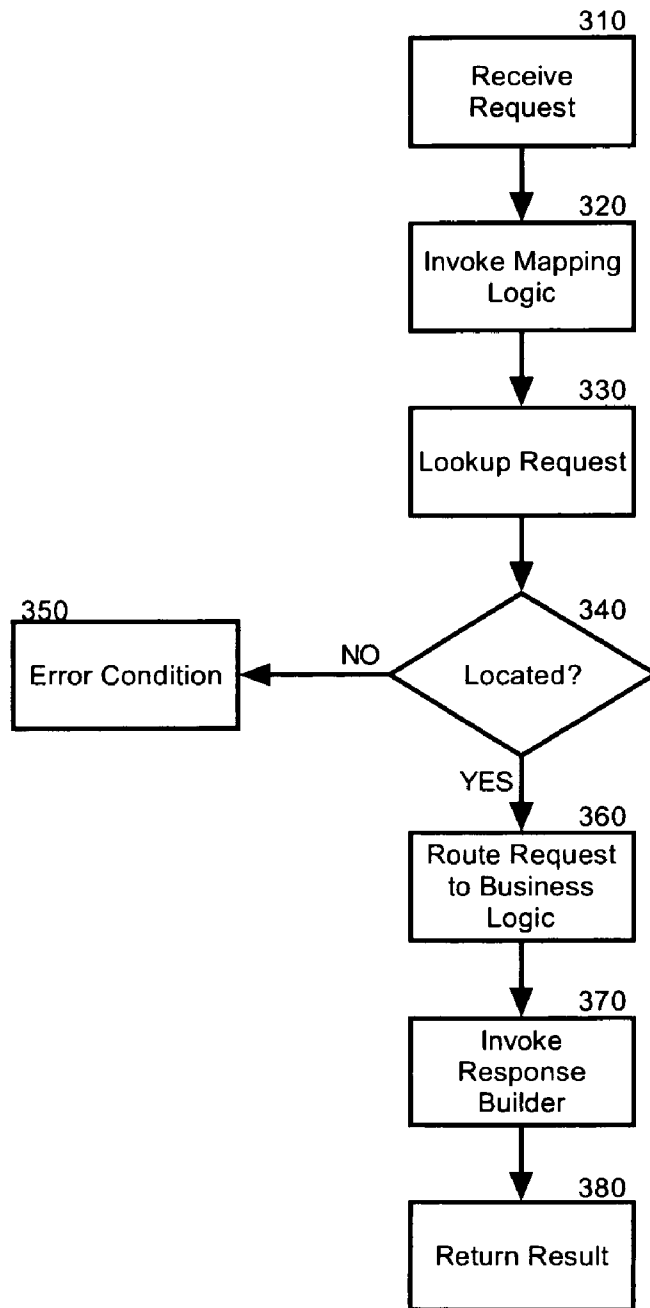 310
Receive
Request
320
Invoke Mapping
Logic
330
Lookup Request
340
Located?
NO
350
Error Condition
YES
360
Route Request
to Business
Logic
370
Invoke
Response
Builder
380
Return Result